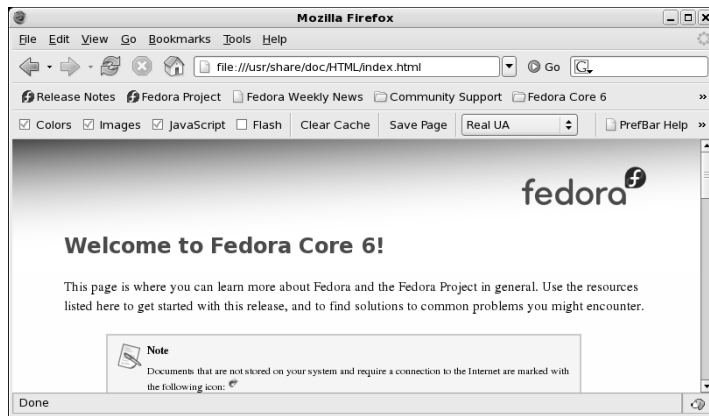 Mozilla Firefox
File Edit View Go Bookmarks Tools Help
file:///usr/share/doc/HTML/index.html Go G
Release Notes Fedora Project Fedora Weekly News Community Support Fedora Core 6 »
Colors Images JavaScript Flash Clear Cache Save Page Real UA PrefBar Help »
fedora
Welcome to Fedora Core 6!
This page is where you can learn more about Fedora and the Fedora Project in general. Use the resources
listed here to get started with this release, and to find solutions to common problems you might encounter.
Note
Documents that are not stored on your system and require a connection to the Internet are marked with
the following icon:
Done